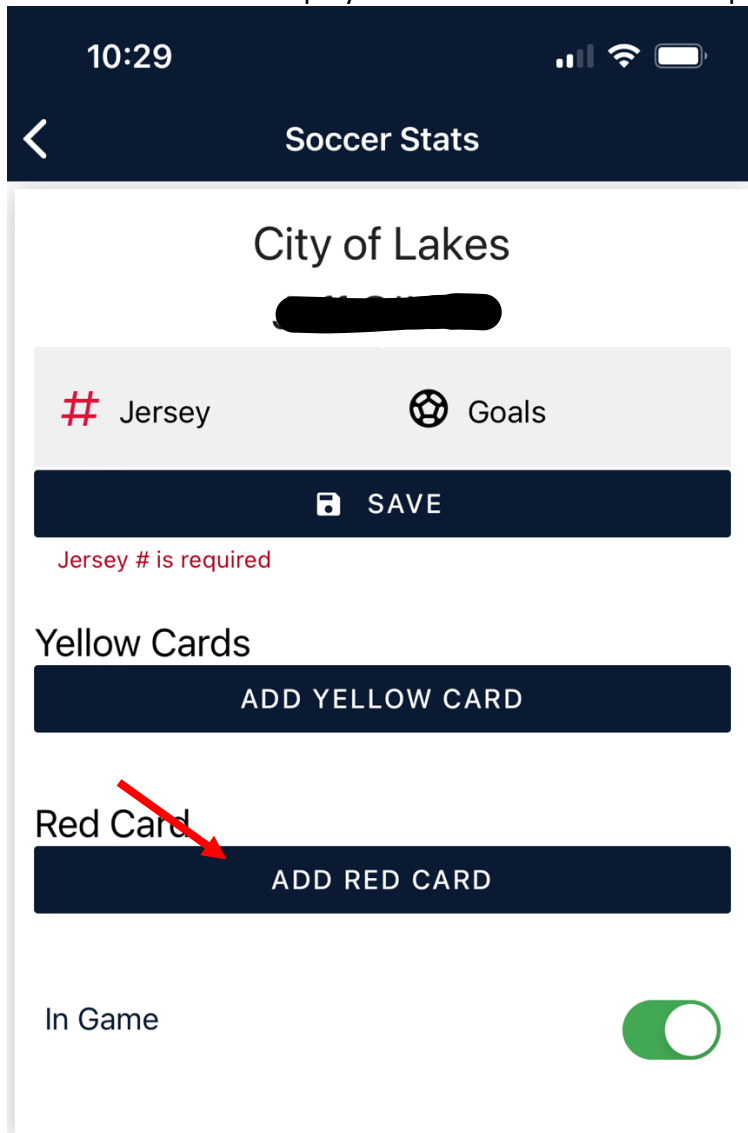 10:29
Soccer Stats
City of Lakes
# Jersey Goals
SAVE
Jersey # is required
Yellow Cards
ADD YELLOW CARD
Red Card
ADD RED CARD
In Game